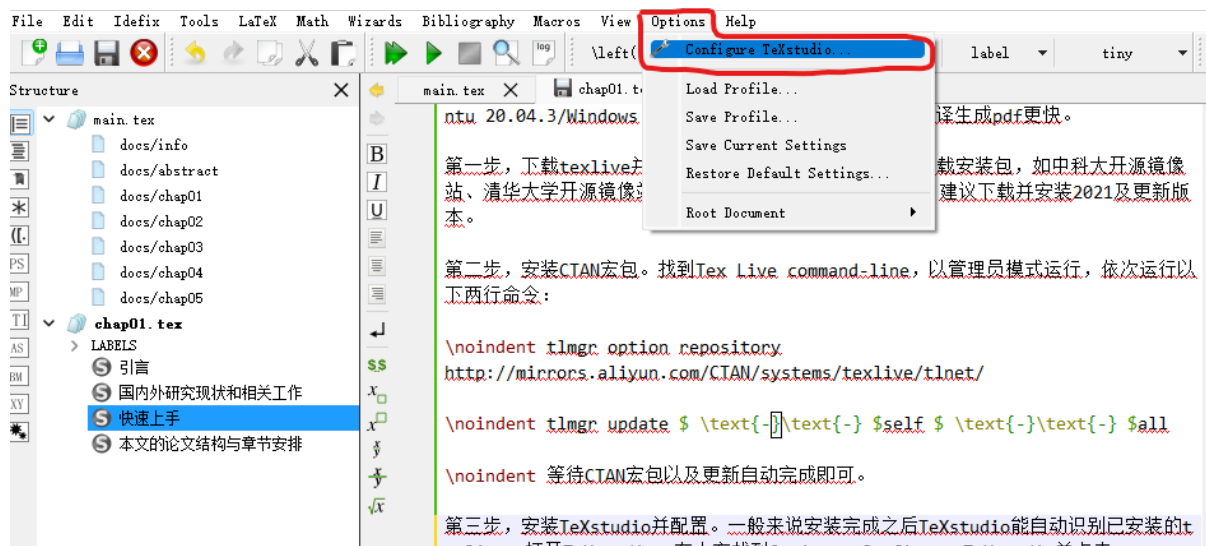 File Edit Idefix Tools LaTeX Math Wizards Bibliography Macros View Options Help
log \left( label tiny
Configure TeXstudio...
Load Profile...
Save Profile...
Save Current Settings
Restore Default Settings...
Root Document
Structure
main.tex
docs/info
docs/abstract
docs/chap01
docs/chap02
docs/chap03
docs/chap04
docs/chap05
chap01.tex
LABELS
引言
国内外研究现状和相关工作
快速上手
本文的论文结构与章节安排
PS
MP
TI
AS
BM
XY
B
I
U
$$
main.tex chap01.t
ntu 20.04.3/Windows 译生成pdf更快。
第一步，下载texlive并 载安装包，如中科大开源镜像
站、清华大学开源镜像 建议下载并安装2021及更新版
本。
第二步，安装CTAN宏包。找到Tex Live command-line，以管理员模式运行，依次运行以
下两行命令：
\noindent tlmgr option repository
http://mirrors.aliyun.com/CTAN/systems/texlive/tlnet/
\noindent tlmgr update $ \text{-}\text{-} $self $ \text{-}\text{-} $all
\noindent 等待CTAN宏包以及更新自动完成即可。
第三步，安装TeXstudio并配置。一般来说安装完成之后TeXstudio能自动识别已安装的t